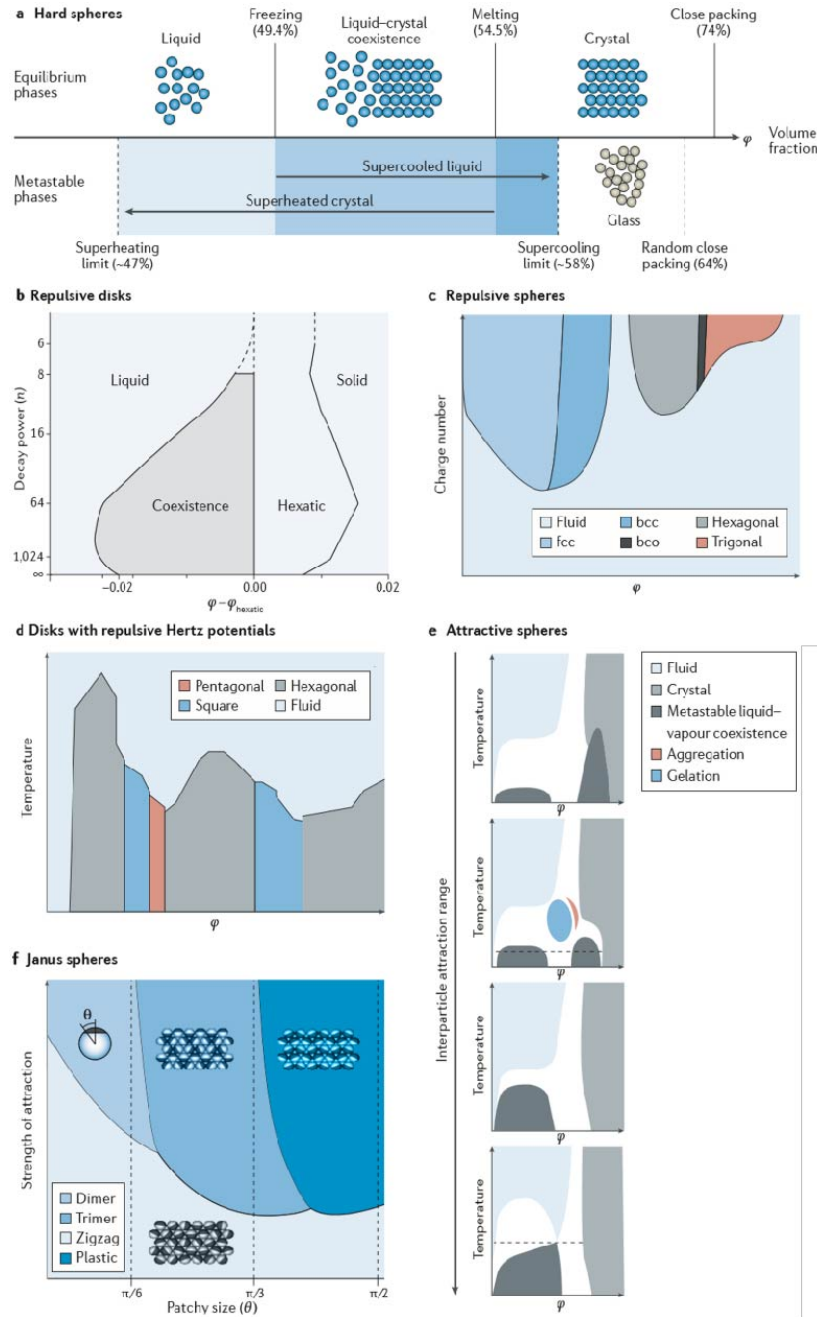 a Hard spheres
Freezing
(49.4%)
Liquid–crystal
coexistence
Melting
(54.5%)
Close packing
(74%)
Liquid
Crystal
Equilibrium
phases
φ
Volume
fraction
Metastable
phases
Supercooled liquid
Superheated crystal
Glass
Superheating
limit (~47%)
Supercooling
limit (~58%)
Random close
packing (64%)
b Repulsive disks
Decay power (n)
6
8
16
64
1,024
∞
Liquid
Solid
Coexistence
Hexatic
−0.02
0.00
0.02
φ − φhexatic
c Repulsive spheres
Charge number
Fluid
bcc
Hexagonal
fcc
bco
Trigonal
φ
d Disks with repulsive Hertz potentials
Temperature
Pentagonal
Hexagonal
Square
Fluid
φ
e Attractive spheres
Interparticle attraction range
Temperature
φ
Temperature
φ
Temperature
φ
Temperature
φ
Fluid
Crystal
Metastable liquid–
vapour coexistence
Aggregation
Gelation
f Janus spheres
Strength of attraction
θ
Dimer
Trimer
Zigzag
Plastic
π/6
π/3
π/2
Patchy size (θ)